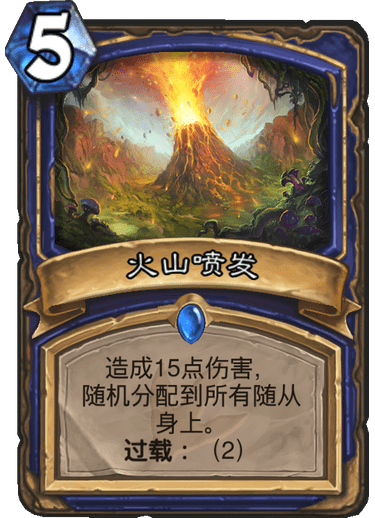 5
火山喷发
造成15点伤害，
随机分配到所有随从
身上。
过载：（2）